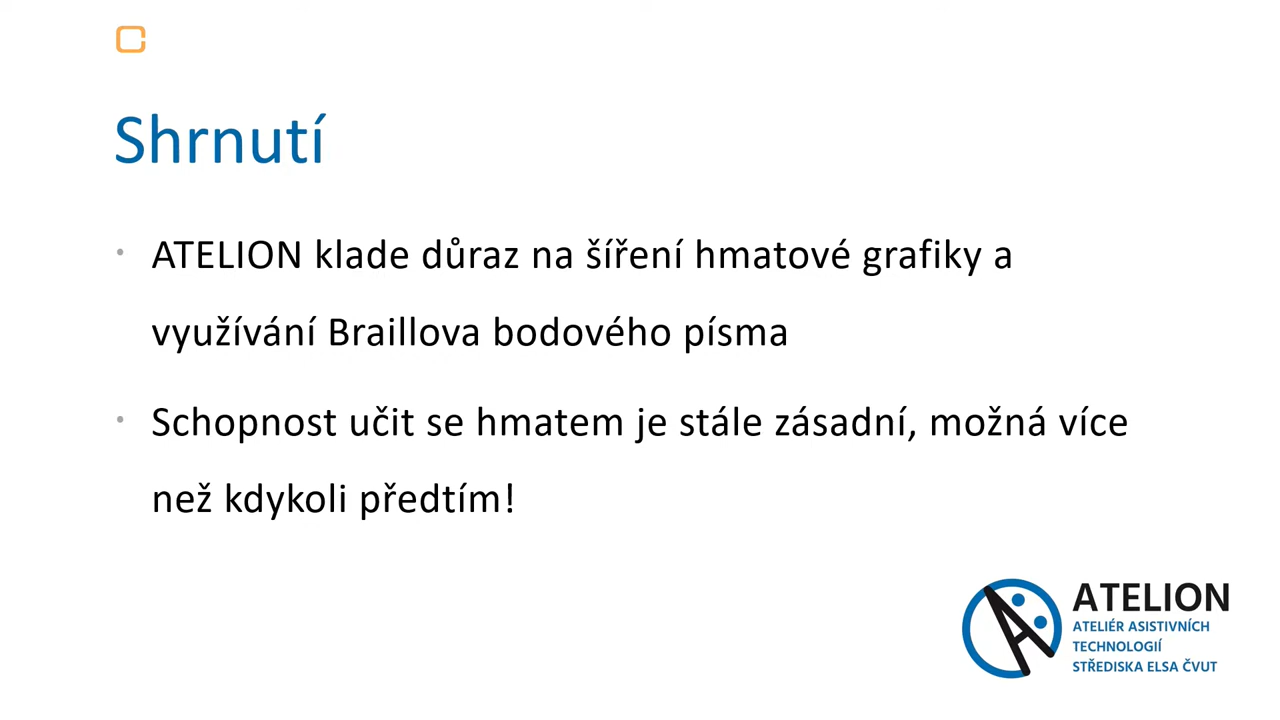 Shrnutí
ATELION klade důraz na šíření hmatové grafiky a
využívání Braillova bodového písma
Schopnost učit se hmatem je stále zásadní, možná více
než kdykoli předtím!
ATELION
ATELIÉR ASISTIVNÍCH
TECHNOLOGIÍ
STŘEDISKA ELSA ČVUT